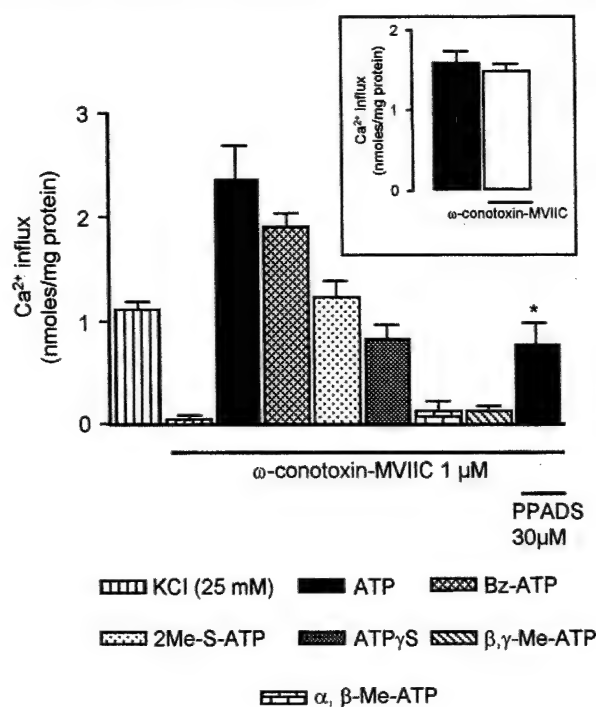 2
1
0
Ca²⁺ influx
(nmoles/mg protein)
ω-conotoxin-MVIIC
3
2
1
0
Ca²⁺ influx
(nmoles/mg protein)
*
ω-conotoxin-MVIIC 1 µM
PPADS
30µM
KCl (25 mM) ATP Bz-ATP
2Me-S-ATP ATPγS β,γ-Me-ATP
α, β-Me-ATP